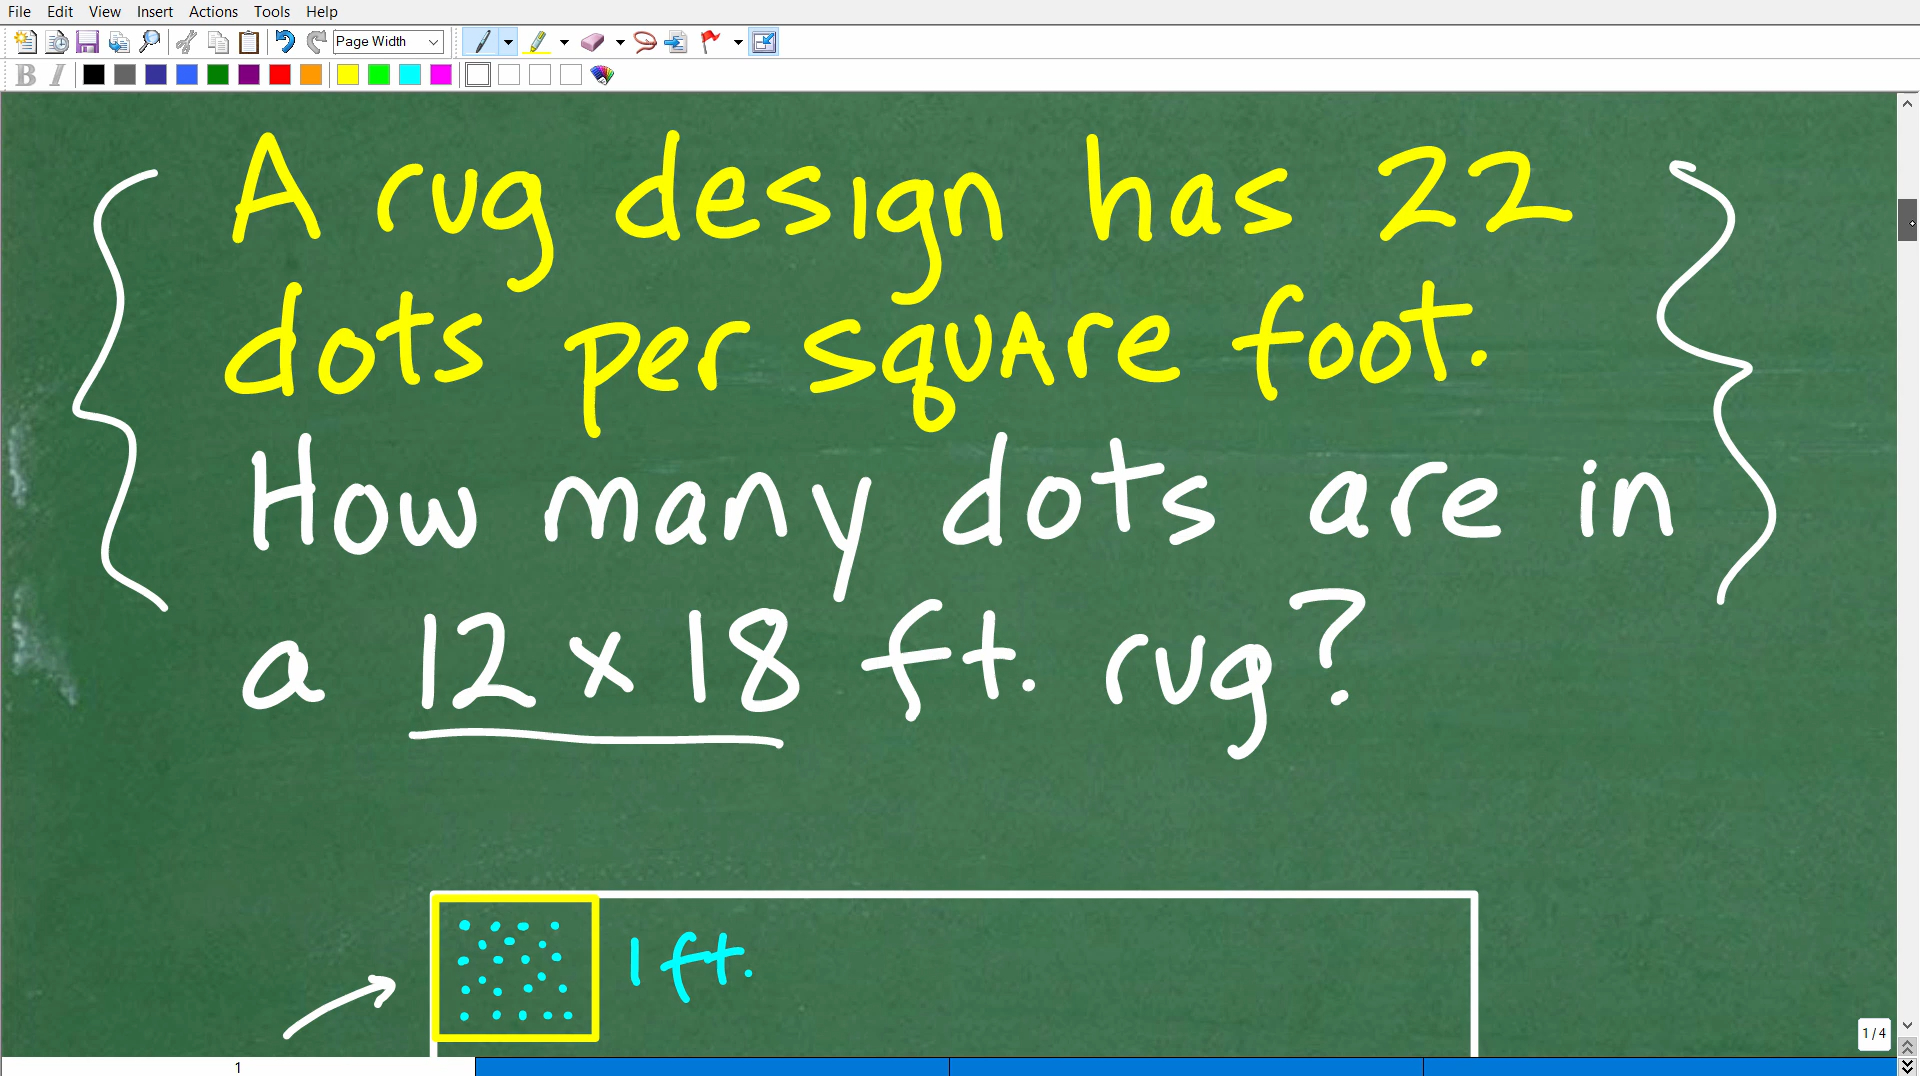 File Edit View Insert Actions Tools Help
Page Width
B I
A rug design has 22
dots per square foot.
How many dots are in
a 12 x 18 ft. rug?
1 ft.
1/4
1